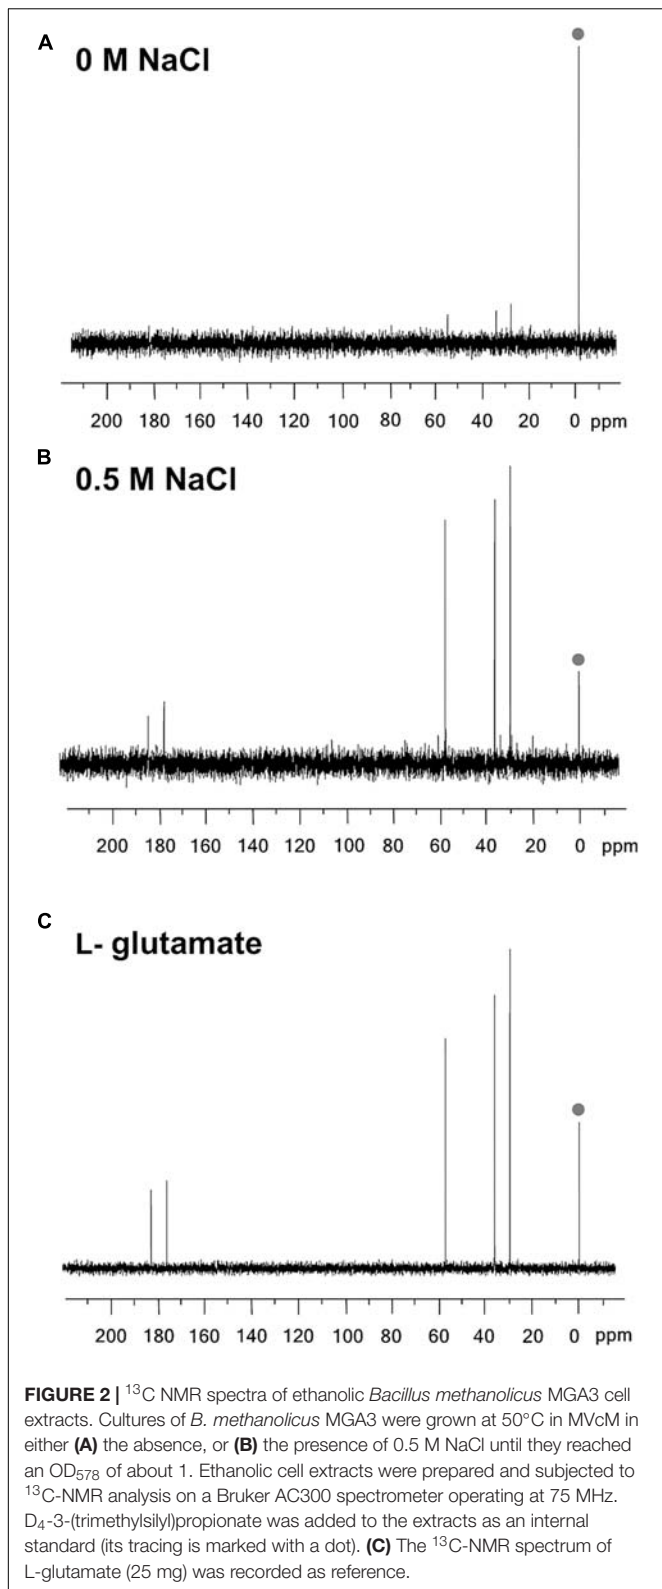 A
0 M NaCl
200 180 160 140 120 100 80 60 40 20 0 ppm
B
0.5 M NaCl
200 180 160 140 120 100 80 60 40 20 0 ppm
C
L- glutamate
200 180 160 140 120 100 80 60 40 20 0 ppm
FIGURE 2 | ¹³C NMR spectra of ethanolic Bacillus methanolicus MGA3 cell
extracts. Cultures of B. methanolicus MGA3 were grown at 50°C in MVcM in
either (A) the absence, or (B) the presence of 0.5 M NaCl until they reached
an OD₅₇₈ of about 1. Ethanolic cell extracts were prepared and subjected to
¹³C-NMR analysis on a Bruker AC300 spectrometer operating at 75 MHz.
D₄-3-(trimethylsilyl)propionate was added to the extracts as an internal
standard (its tracing is marked with a dot). (C) The ¹³C-NMR spectrum of
L-glutamate (25 mg) was recorded as reference.